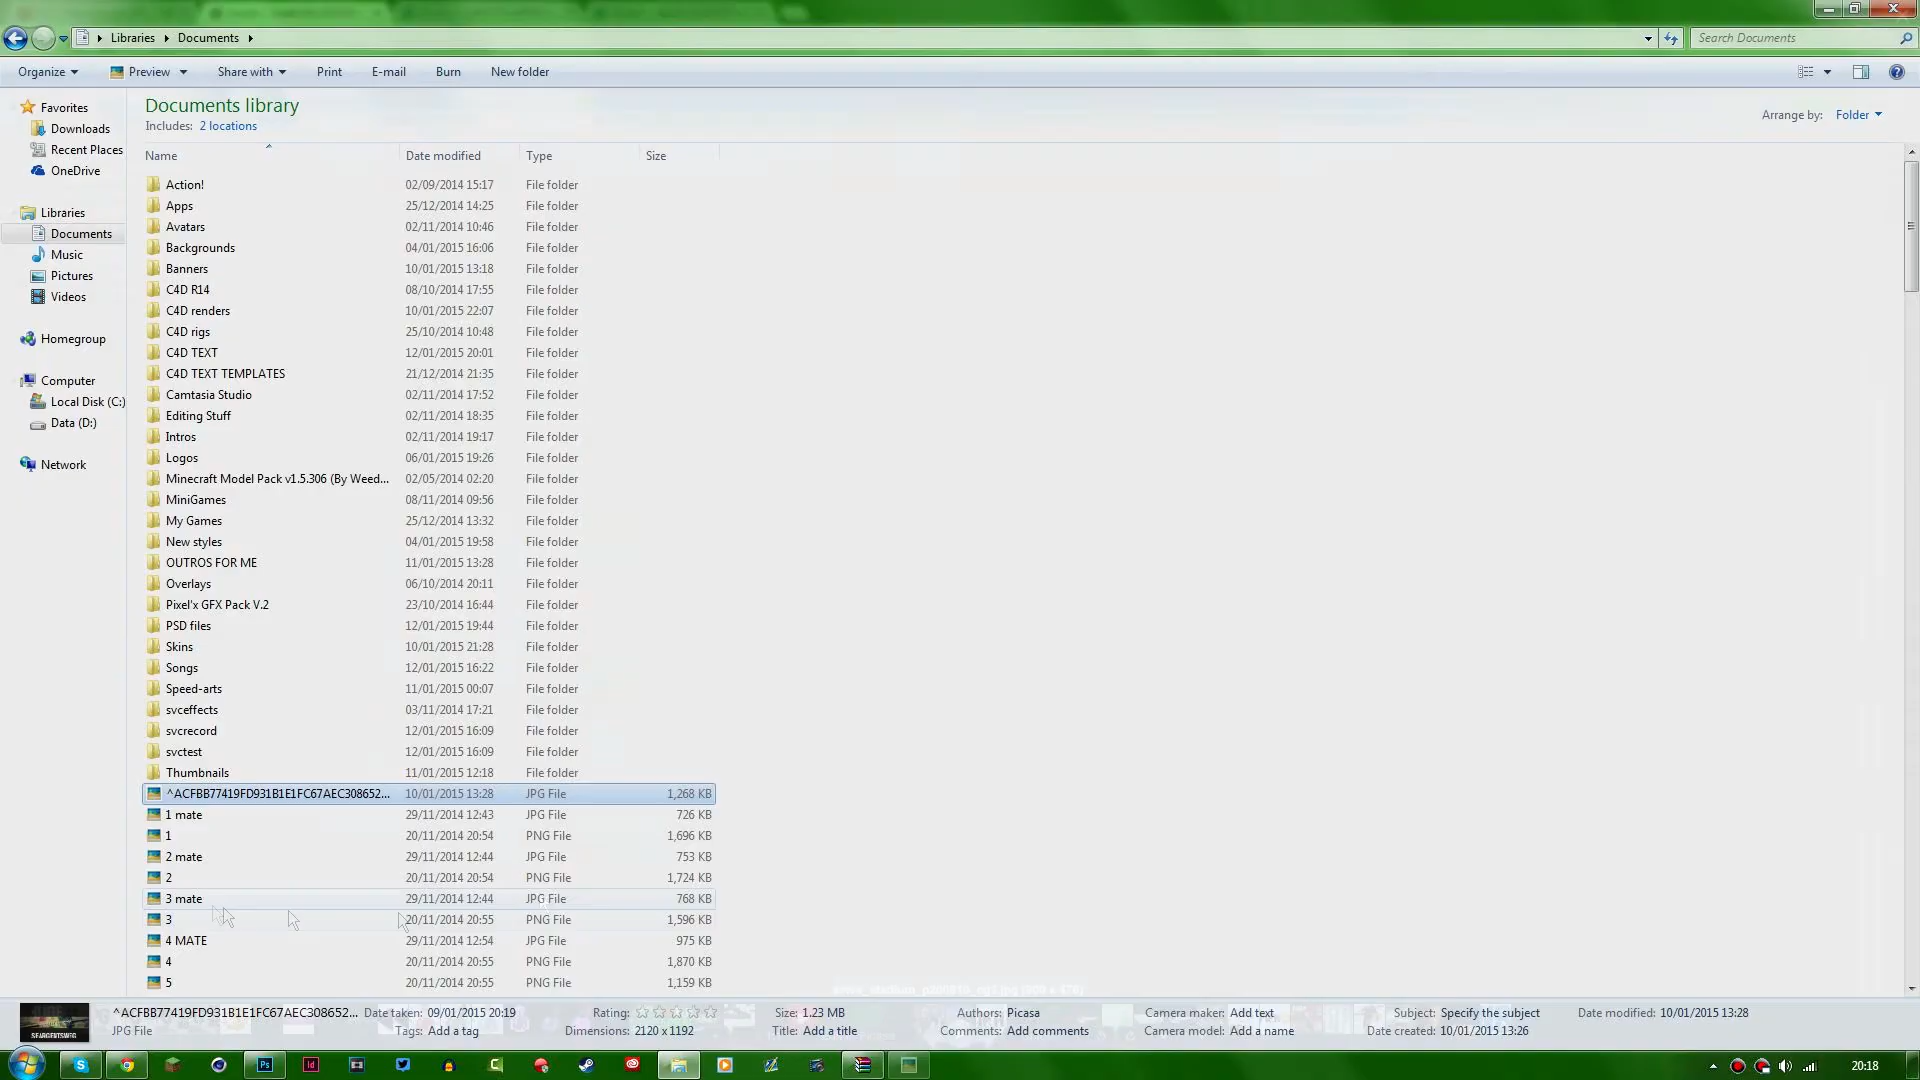 Libraries Documents
Search Documents
Organize Preview Share with Print E-mail Burn New folder
Documents library
Includes: 2 locations
Arrange by: Folder
Favorites
Downloads
Recent Places
OneDrive
Libraries
Documents
Music
Pictures
Videos
Homegroup
Computer
Local Disk (C:)
Data (D:)
Network
Name Date modified Type Size
Action! 02/09/2014 15:17 File folder
Apps 25/12/2014 14:25 File folder
Avatars 02/11/2014 10:46 File folder
Backgrounds 04/01/2015 16:06 File folder
Banners 10/01/2015 13:18 File folder
C4D R14 08/10/2014 17:55 File folder
C4D renders 10/01/2015 22:07 File folder
C4D rigs 25/10/2014 10:48 File folder
C4D TEXT 12/01/2015 20:01 File folder
C4D TEXT TEMPLATES 21/12/2014 21:35 File folder
Camtasia Studio 02/11/2014 17:52 File folder
Editing Stuff 02/11/2014 18:35 File folder
Intros 02/11/2014 19:17 File folder
Logos 06/01/2015 19:26 File folder
Minecraft Model Pack v1.5.306 (By Weed... 02/05/2014 02:20 File folder
MiniGames 08/11/2014 09:56 File folder
My Games 25/12/2014 13:32 File folder
New styles 04/01/2015 19:58 File folder
OUTROS FOR ME 11/01/2015 13:28 File folder
Overlays 06/10/2014 20:11 File folder
Pixel'x GFX Pack V.2 23/10/2014 16:44 File folder
PSD files 12/01/2015 19:44 File folder
Skins 10/01/2015 21:28 File folder
Songs 12/01/2015 16:22 File folder
Speed-arts 11/01/2015 00:07 File folder
svceffects 03/11/2014 17:21 File folder
svcrecord 12/01/2015 16:09 File folder
svctest 12/01/2015 16:09 File folder
Thumbnails 11/01/2015 12:18 File folder
^ACFBB77419FD931B1E1FC67AEC308652... 10/01/2015 13:28 JPG File 1,268 KB
1 mate 29/11/2014 12:43 JPG File 726 KB
1 20/11/2014 20:54 PNG File 1,696 KB
2 mate 29/11/2014 12:44 JPG File 753 KB
2 20/11/2014 20:54 PNG File 1,724 KB
3 mate 29/11/2014 12:44 JPG File 768 KB
3 20/11/2014 20:55 PNG File 1,596 KB
4 MATE 29/11/2014 12:54 JPG File 975 KB
4 20/11/2014 20:55 PNG File 1,870 KB
5 20/11/2014 20:55 PNG File 1,159 KB
^ACFBB77419FD931B1E1FC67AEC308652... Date taken: 09/01/2015 20:19 Rating: Size: 1.23 MB Authors: Picasa Camera maker: Add text Subject: Specify the subject Date modified: 10/01/2015 13:28
JPG File Tags: Add a tag Dimensions: 2120 x 1192 Title: Add a title Comments: Add comments Camera model: Add a name Date created: 10/01/2015 13:26
20:18